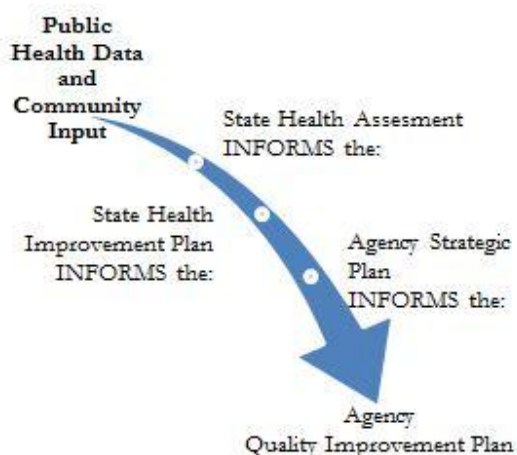 Public
Health Data
and
Community
Input
State Health Assesment
INFORMS the:
State Health
Improvement Plan
INFORMS the:
Agency Strategic
Plan
INFORMS the:
Agency
Quality Improvement Plan